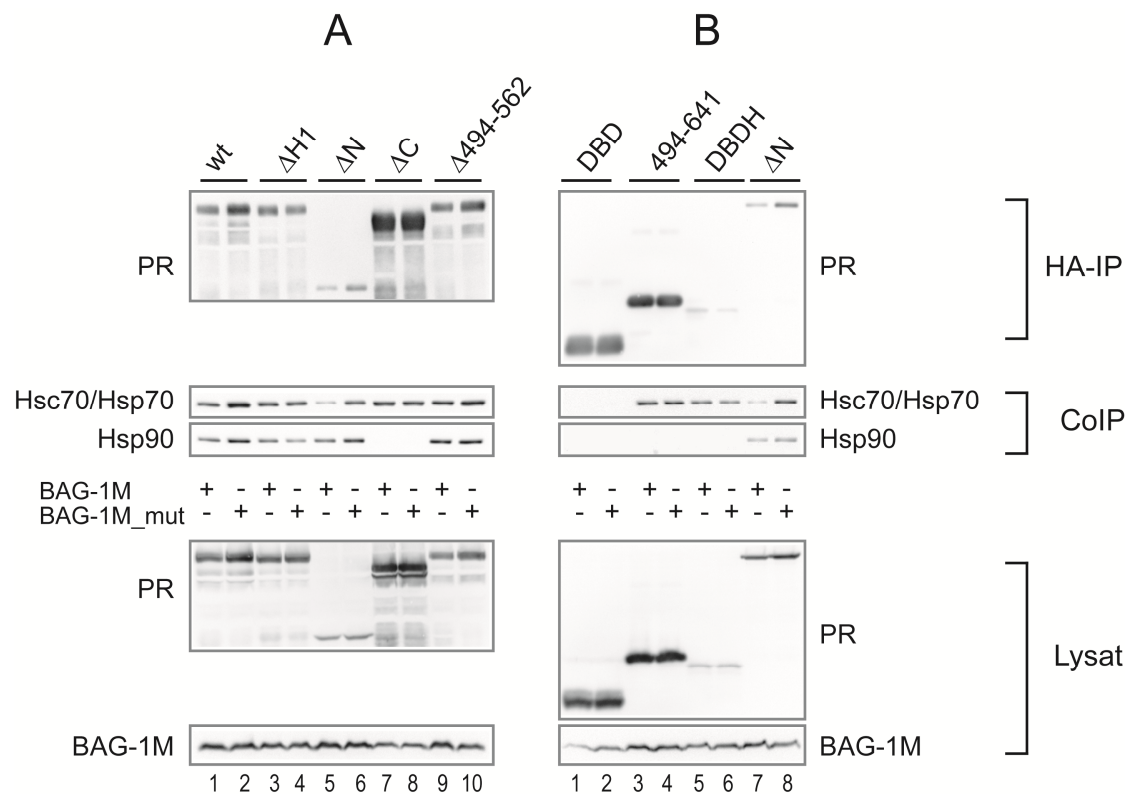 A B
wt ΔH1 ΔN ΔC Δ494-562 DBD 494-641 DBDH ΔN
PR PR HA-IP
Hsc70/Hsp70 Hsc70/Hsp70
CoIP
Hsp90 Hsp90
BAG-1M + - + - + - + - + - + - + - + - + -
BAG-1M_mut - + - + - + - + - + - + - + - + - +
PR
PR
Lysat
BAG-1M BAG-1M
1 2 3 4 5 6 7 8 9 10 1 2 3 4 5 6 7 8